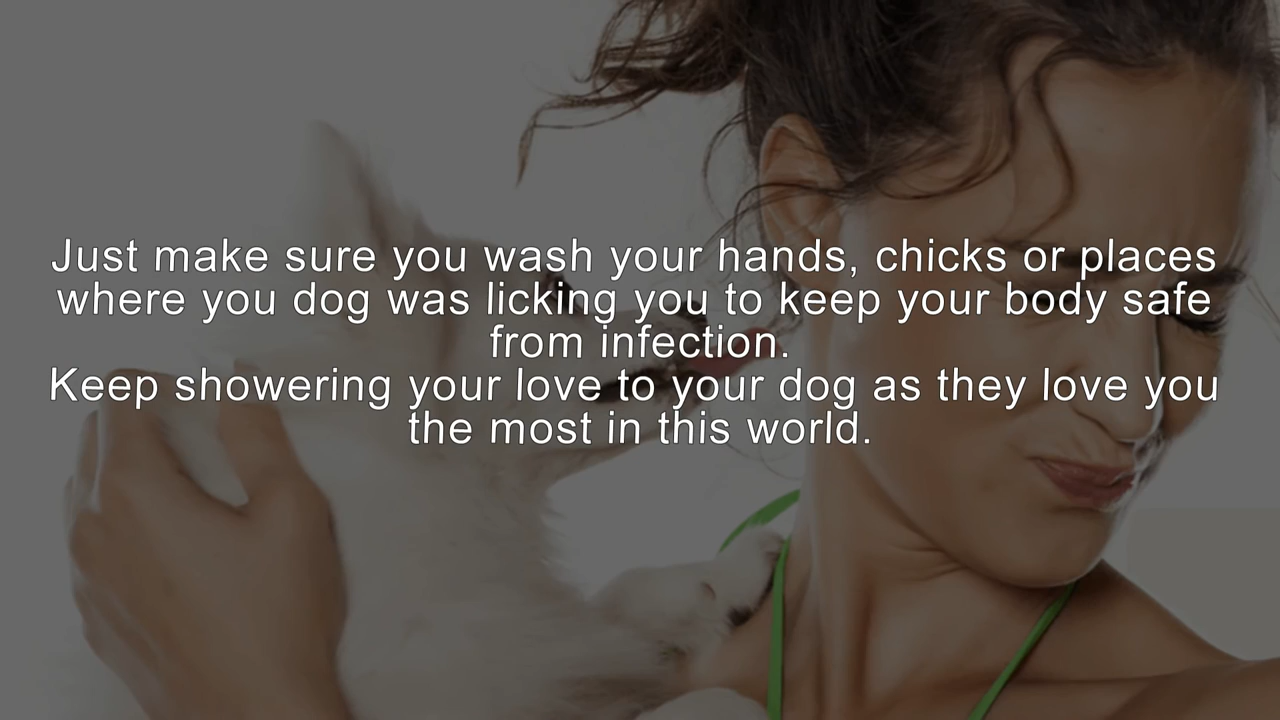 Just make sure you wash your hands, chicks or places
where you dog was licking you to keep your body safe
from infection.
Keep showering your love to your dog as they love you
the most in this world.